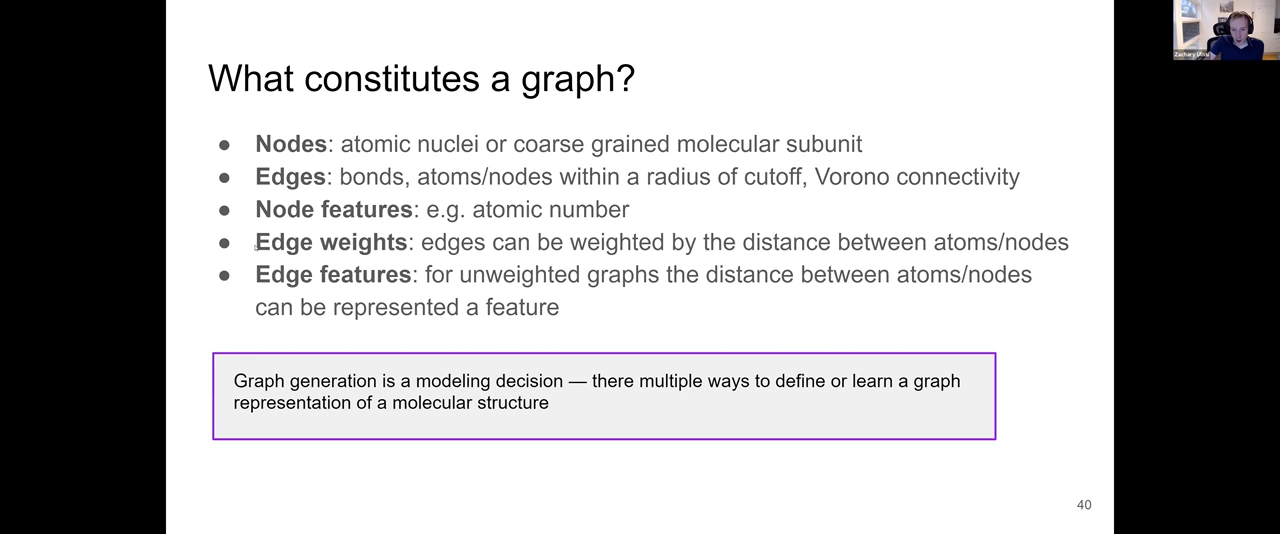 What constitutes a graph?
● Nodes: atomic nuclei or coarse grained molecular subunit
● Edges: bonds, atoms/nodes within a radius of cutoff, Vorono connectivity
● Node features: e.g. atomic number
● Edge weights: edges can be weighted by the distance between atoms/nodes
● Edge features: for unweighted graphs the distance between atoms/nodes
can be represented a feature
Graph generation is a modeling decision — there multiple ways to define or learn a graph
representation of a molecular structure
40
Zachary Ulissi